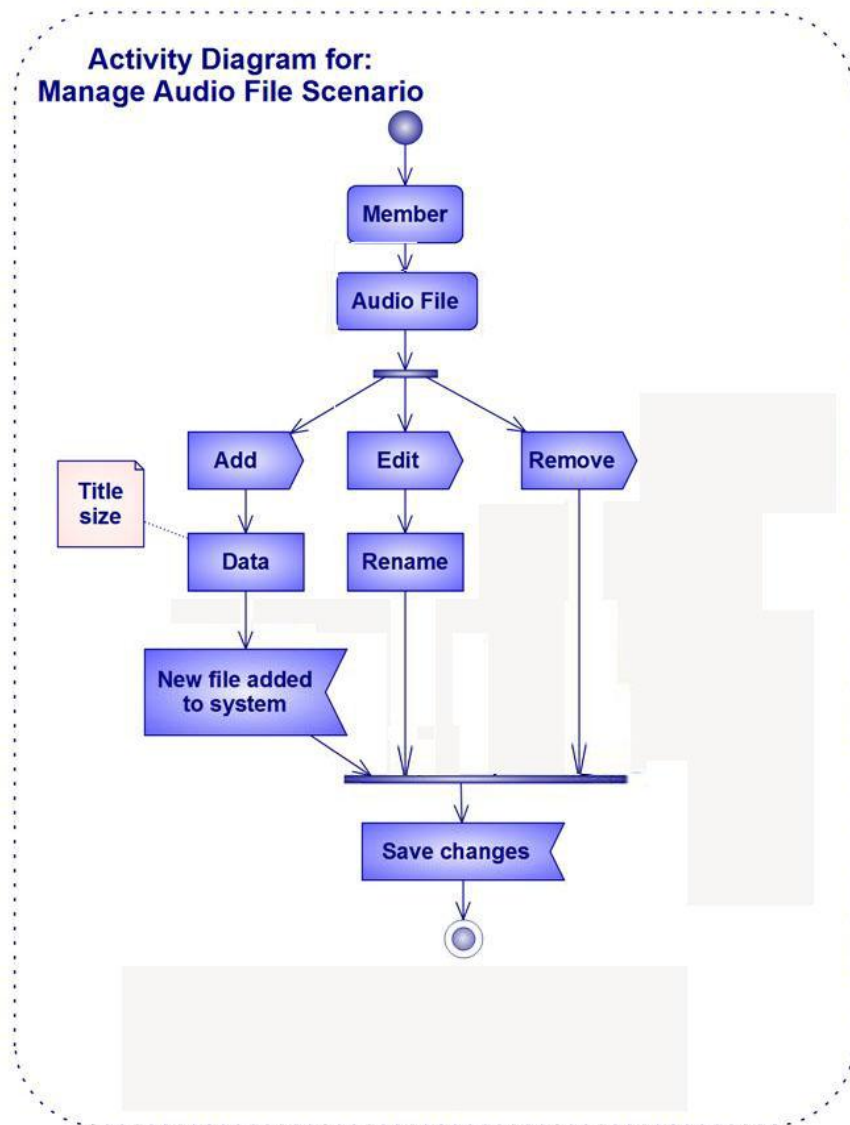 Activity Diagram for:
Manage Audio File Scenario
Member
Audio File
Add
Edit
Remove
Title
size
Data
Rename
New file added
to system
Save changes